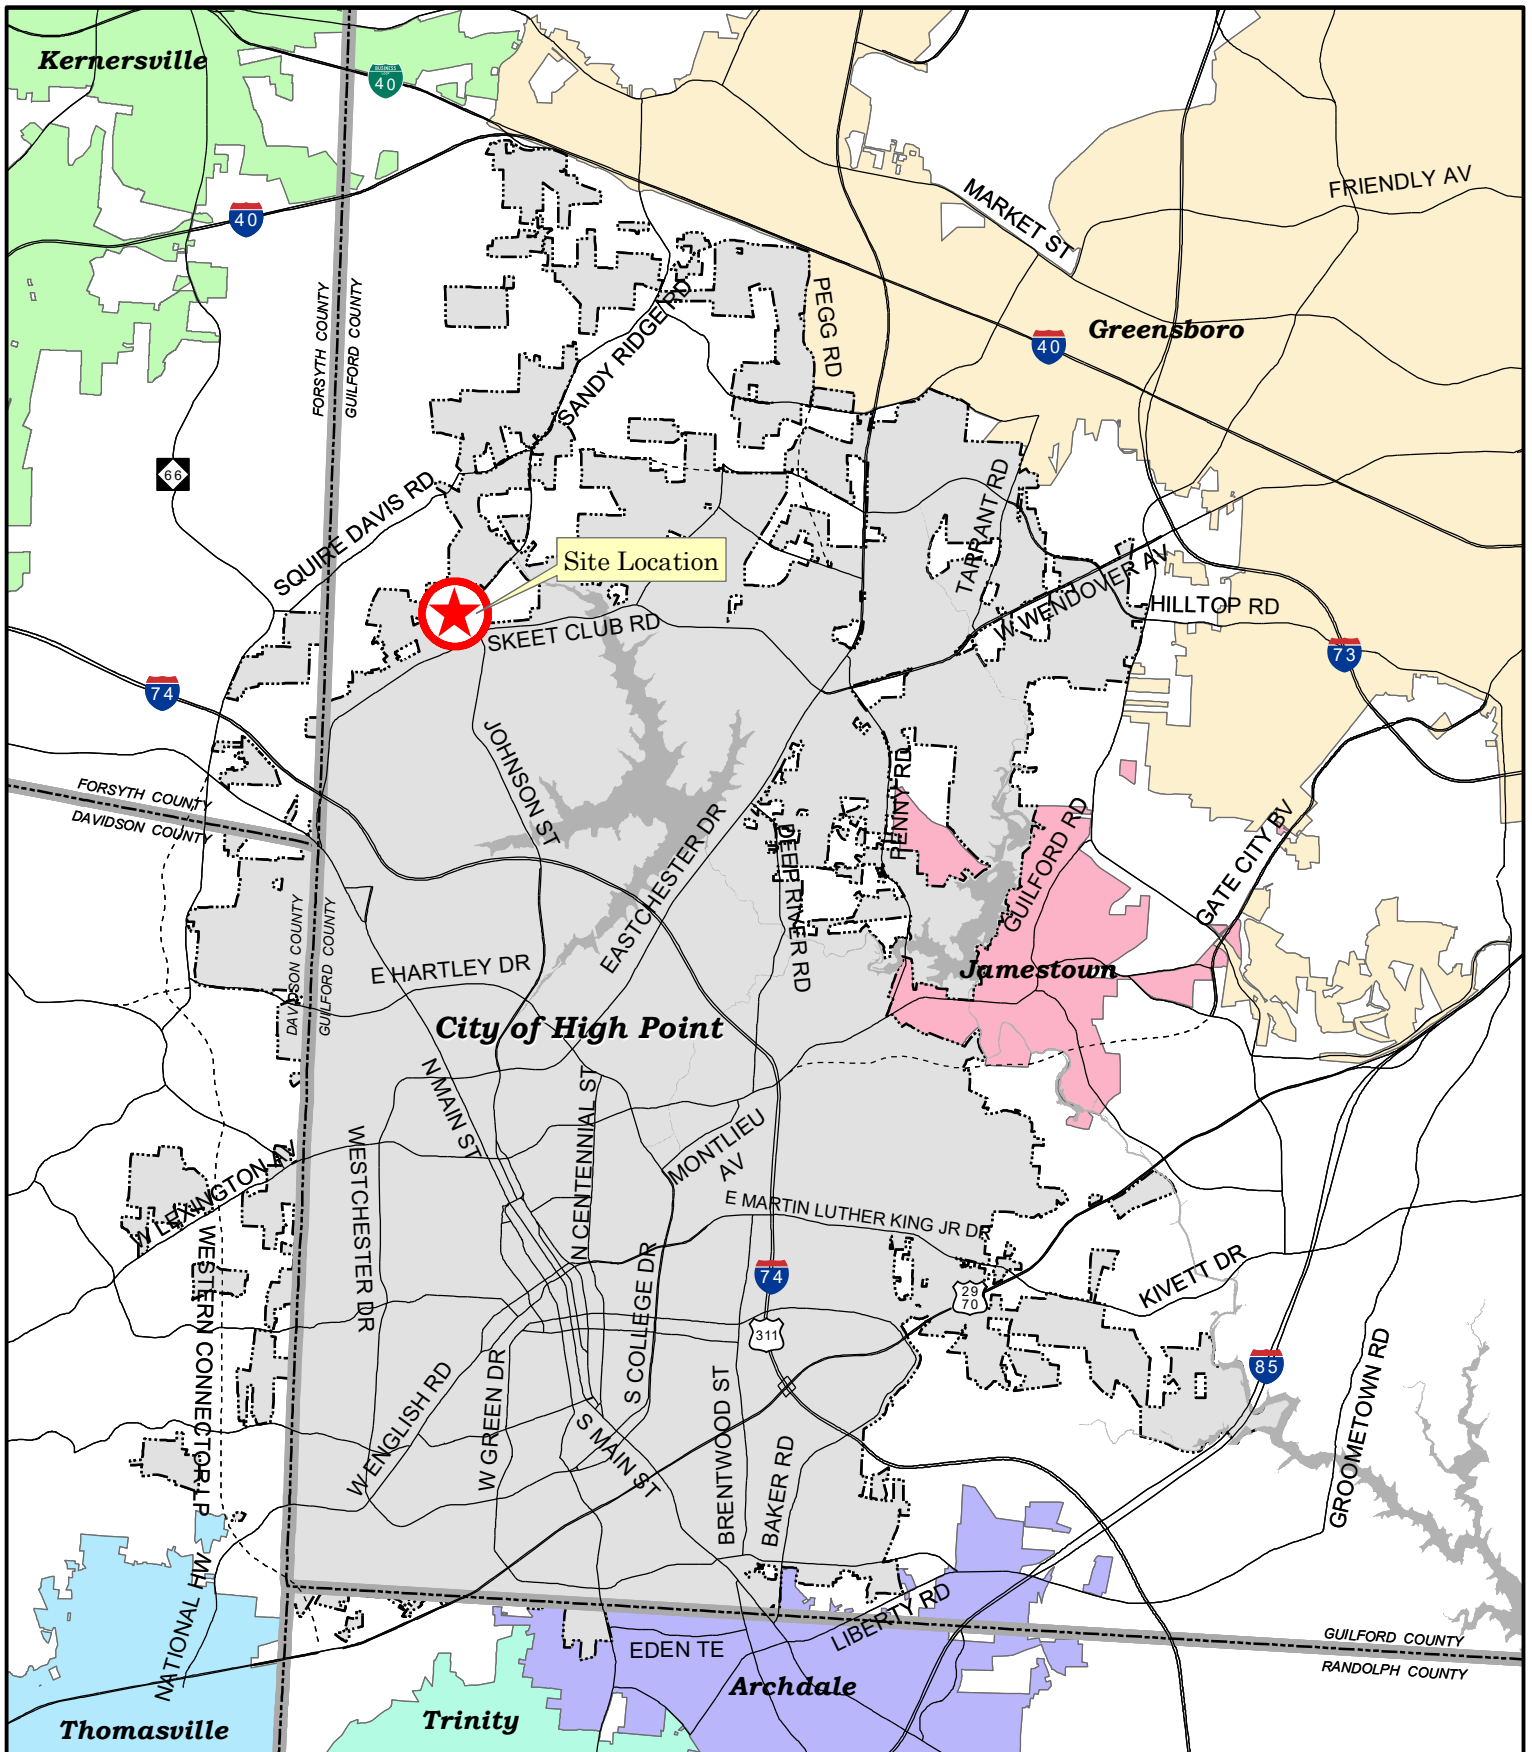 Kernersville
BUSINESS
LOOP
40
40
FRIENDLY AV
MARKET ST
FORSYTH COUNTY
GUILFORD COUNTY
PEGG RD
SANDY RIDGE RD
Greensboro
40
66
SQUIRE DAVIS RD
TARRANT RD
Site Location
W WENDOVER AV
HILLTOP RD
SKEET CLUB RD
73
74
JOHNSON ST
PENNY RD
FORSYTH COUNTY
DAVIDSON COUNTY
EASTCHESTER DR
DEEP RIVER RD
GUILFORD RD
GATE CITY BV
DAVIDSON COUNTY
GUILFORD COUNTY
E HARTLEY DR
Jamestown
City of High Point
N MAIN ST
N CENTENNIAL ST
MONTLIEU
AV
WESTCHESTER DR
W LEXINGTON AV
E MARTIN LUTHER KING JR DR
WESTERN CONNECTOR LP
S COLLEGE DR
74
29
70
KIVETT DR
311
85
W ENGLISH RD
W GREEN DR
S MAIN ST
BRENTWOOD ST
BAKER RD
GROOMETOWN RD
NATIONAL HW
LIBERTY RD
EDEN TE
GUILFORD COUNTY
RANDOLPH COUNTY
Archdale
Trinity
Thomasville